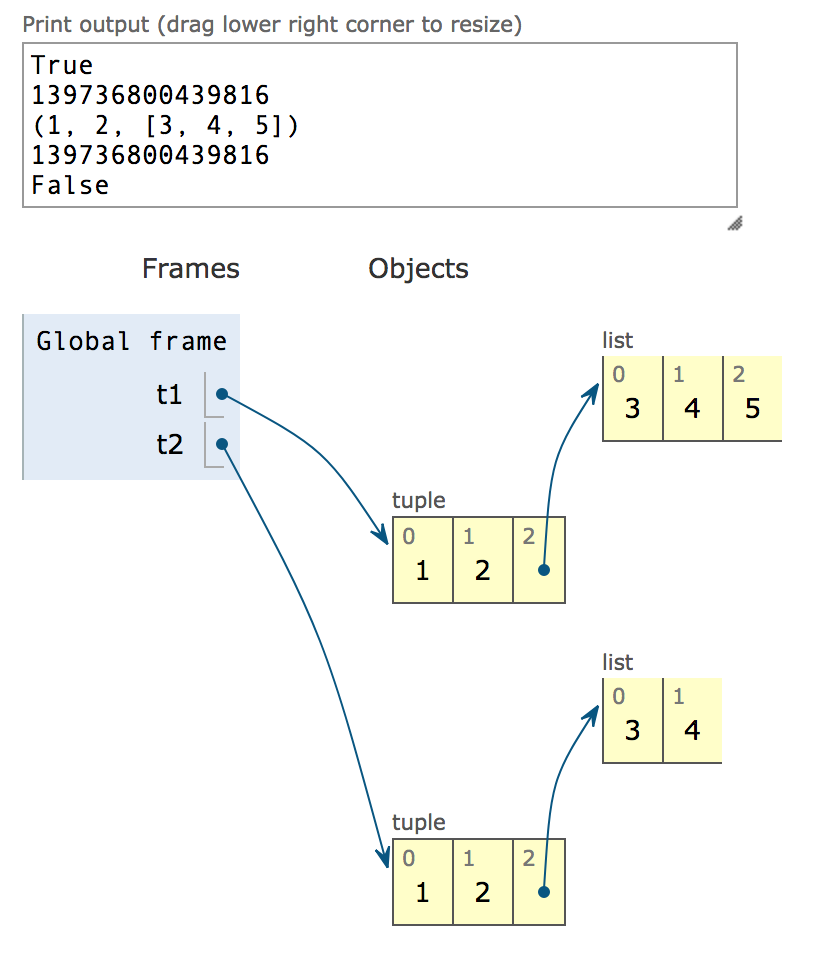 Print output (drag lower right corner to resize)
True
139736800439816
(1, 2, [3, 4, 5])
139736800439816
False
Frames Objects
Global frame
t1
t2
list
0 1 2
3 4 5
tuple
0 1 2
1 2
list
0 1
3 4
tuple
0 1 2
1 2